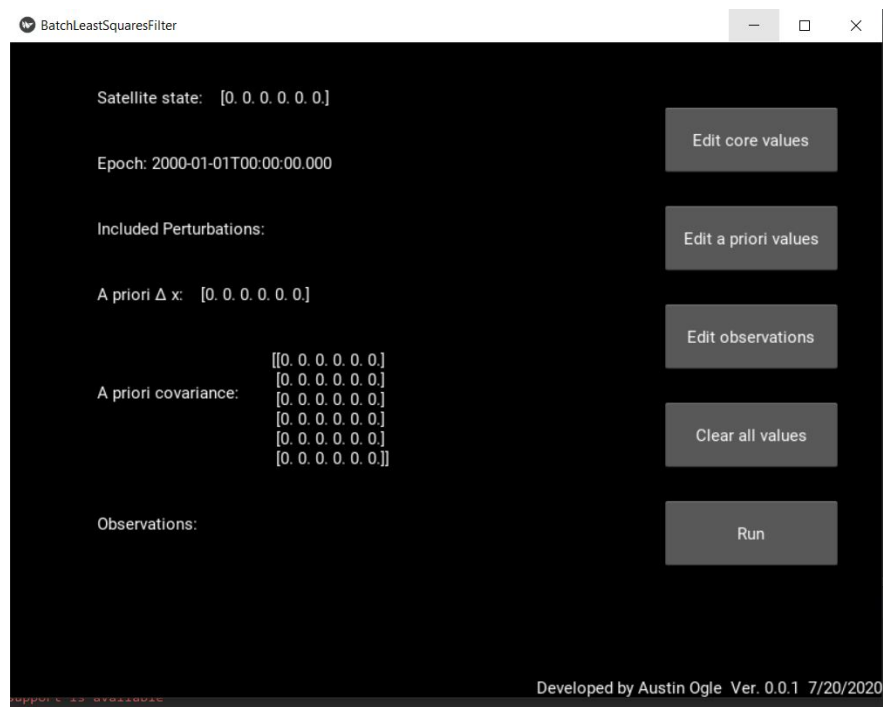 BatchLeastSquaresFilter
Satellite state: [0. 0. 0. 0. 0. 0.]
Edit core values
Epoch: 2000-01-01T00:00:00.000
Included Perturbations:
Edit a priori values
A priori Δ x: [0. 0. 0. 0. 0. 0.]
Edit observations
A priori covariance:
[[0. 0. 0. 0. 0. 0.]
[0. 0. 0. 0. 0. 0.]
[0. 0. 0. 0. 0. 0.]
[0. 0. 0. 0. 0. 0.]
[0. 0. 0. 0. 0. 0.]
[0. 0. 0. 0. 0. 0.]]
Clear all values
Observations:
Run
Developed by Austin Ogle Ver. 0.0.1 7/20/2020
support is available